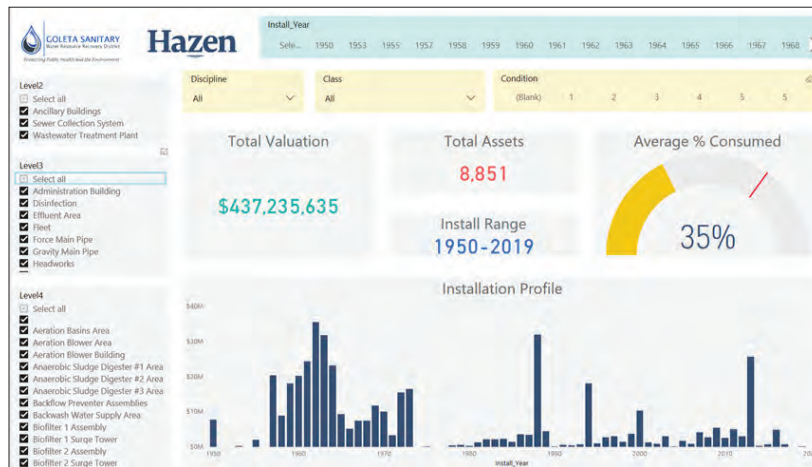 GOLETA SANITARY
Water Resource Recovery District
Protecting Public Health and the Environment
Hazen
Install_Year
Sele... 1950 1953 1955 1957 1958 1959 1960 1961 1962 1963 1964 1965 1966 1967 1968
Discipline
All
Class
All
Condition
(Blank) 1 2 3 4 5 5
Level2
Select all
Ancillary Buildings
Sewer Collection System
Wastewater Treatment Plant
Level3
Select all
Administration Building
Disinfection
Effluent Area
Fleet
Force Main Pipe
Gravity Main Pipe
Headworks
Level4
Select all
Aeration Basins Area
Aeration Blower Area
Aeration Blower Building
Anaerobic Sludge Digester #1 Area
Anaerobic Sludge Digester #2 Area
Anaerobic Sludge Digester #3 Area
Backflow Preventer Assemblies
Backwash Water Supply Area
Biofilter 1 Assembly
Biofilter 1 Surge Tower
Biofilter 2 Assembly
Biofilter 2 Surge Tower
Total Valuation
$437,235,635
Total Assets
8,851
Install Range
1950-2019
Average % Consumed
35%
Installation Profile
$40M
$30M
$20M
$10M
$0M
1950 1960 1970 1980 1990 2000 2010
Install_Year